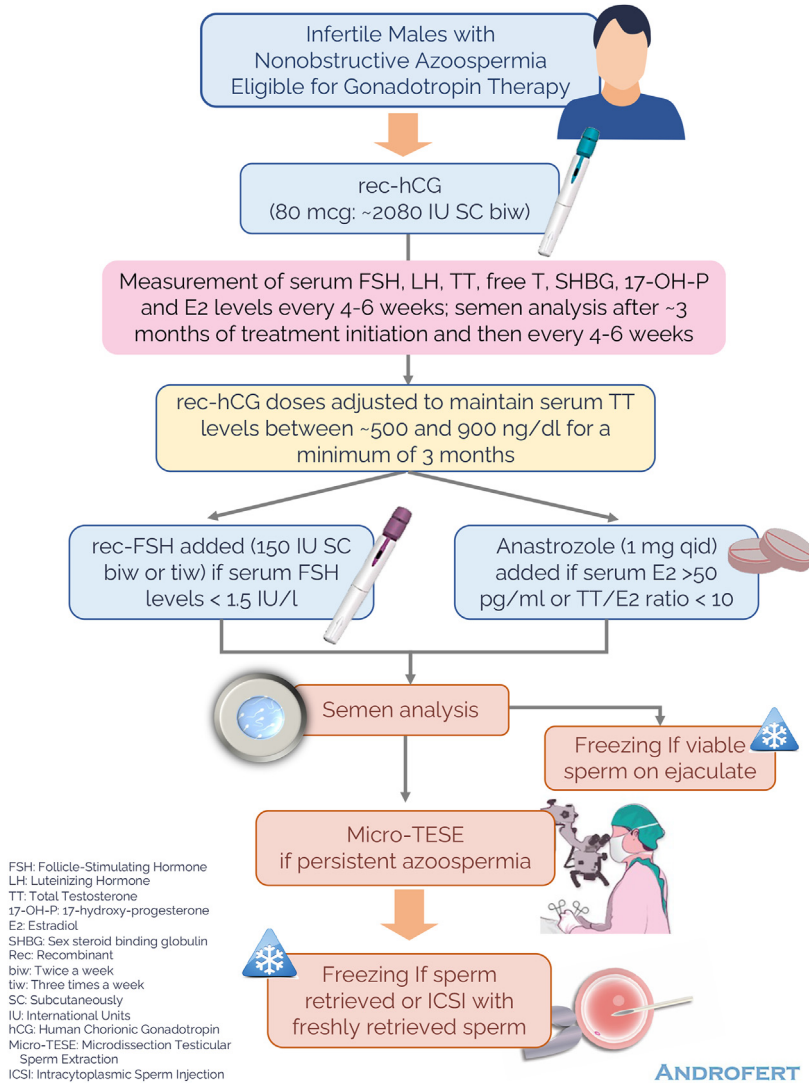 Infertile Males with
Nonobstructive Azoospermia
Eligible for Gonadotropin Therapy
rec-hCG
(80 mcg: ~2080 IU SC biw)
Measurement of serum FSH, LH, TT, free T, SHBG, 17-OH-P
and E2 levels every 4-6 weeks; semen analysis after ~3
months of treatment initiation and then every 4-6 weeks
rec-hCG doses adjusted to maintain serum TT
levels between ~500 and 900 ng/dl for a
minimum of 3 months
rec-FSH added (150 IU SC
biw or tiw) if serum FSH
levels < 1.5 IU/l
Anastrozole (1 mg qid)
added if serum E2 >50
pg/ml or TT/E2 ratio < 10
Semen analysis
Freezing If viable
sperm on ejaculate
Micro-TESE
if persistent azoospermia
Freezing If sperm
retrieved or ICSI with
freshly retrieved sperm
FSH: Follicle-Stimulating Hormone
LH: Luteinizing Hormone
TT: Total Testosterone
17-OH-P: 17-hydroxy-progesterone
E2: Estradiol
SHBG: Sex steroid binding globulin
Rec: Recombinant
biw: Twice a week
tiw: Three times a week
SC: Subcutaneously
IU: International Units
hCG: Human Chorionic Gonadotropin
Micro-TESE: Microdissection Testicular
Sperm Extraction
ICSI: Intracytoplasmic Sperm Injection
ANDROFERT